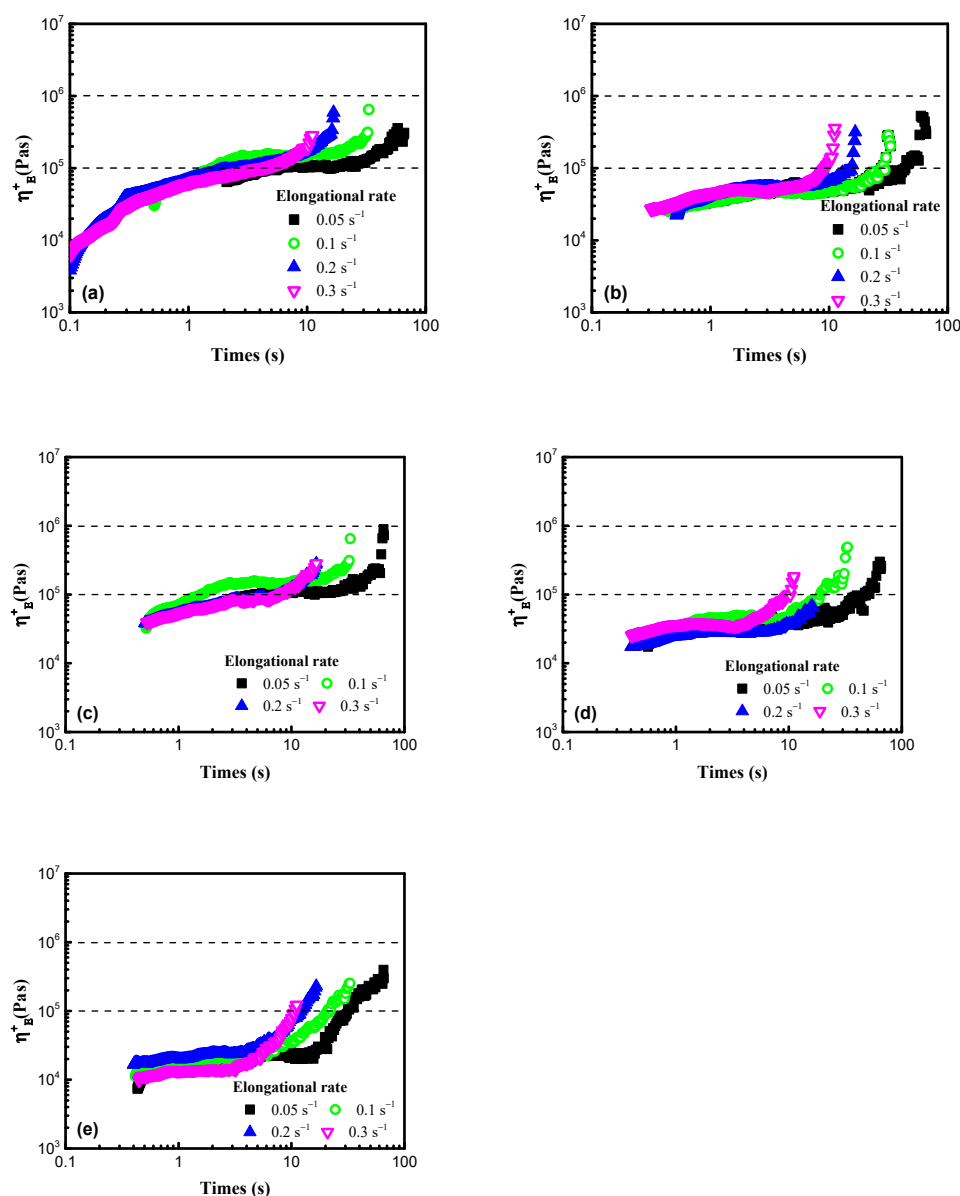 10⁷
10⁶
10⁵
10⁴
10³
η⁺E(Pas)
Elongational rate
0.05 s⁻¹
0.1 s⁻¹
0.2 s⁻¹
0.3 s⁻¹
(a)
0.1 1 10 100
Times (s)
10⁷
10⁶
10⁵
10⁴
10³
η⁺E(Pas)
Elongational rate
0.05 s⁻¹
0.1 s⁻¹
0.2 s⁻¹
0.3 s⁻¹
(b)
0.1 1 10 100
Times (s)
10⁷
10⁶
10⁵
10⁴
10³
η⁺E(Pas)
Elongational rate
0.05 s⁻¹ 0.1 s⁻¹
0.2 s⁻¹ 0.3 s⁻¹
(c)
0.1 1 10 100
Times (s)
10⁷
10⁶
10⁵
10⁴
10³
η⁺E(Pas)
Elongational rate
0.05 s⁻¹ 0.1 s⁻¹
0.2 s⁻¹ 0.3 s⁻¹
(d)
0.1 1 10 100
Times (s)
10⁷
10⁶
10⁵
10⁴
10³
η⁺E(Pas)
Elongational rate
0.05 s⁻¹ 0.1 s⁻¹
0.2 s⁻¹ 0.3 s⁻¹
(e)
0.1 1 10 100
Times (s)